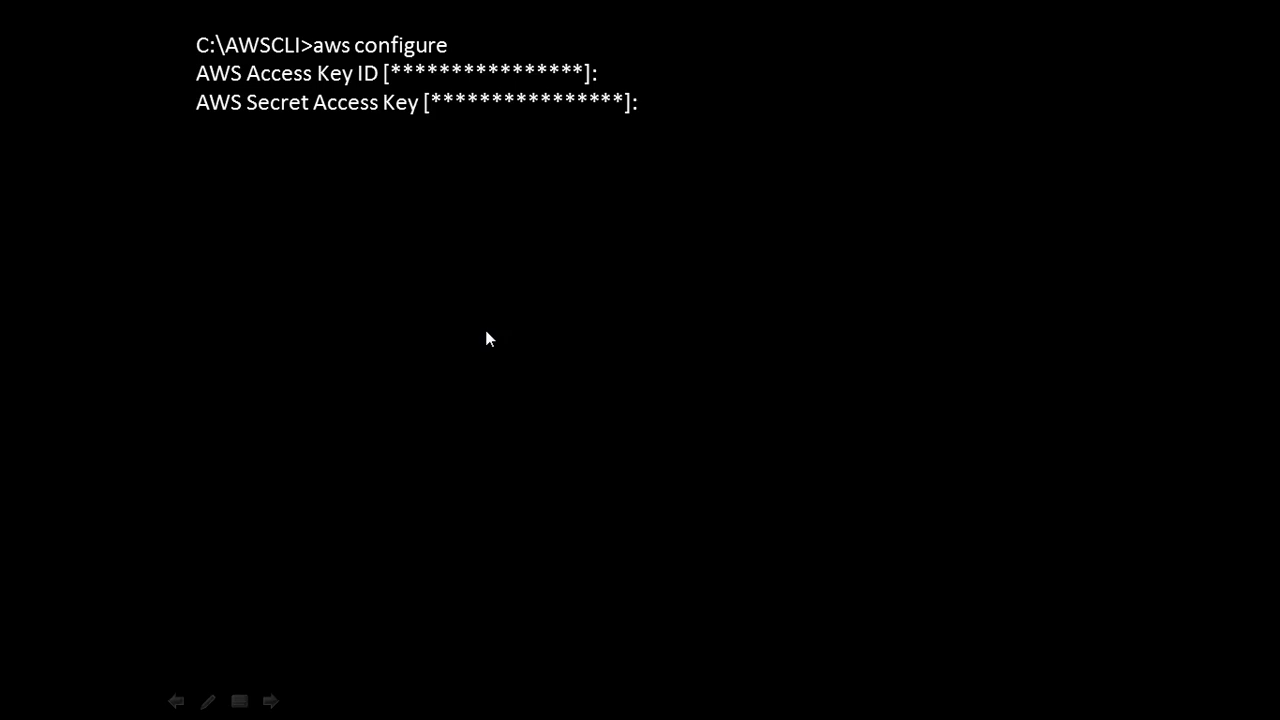 C:\AWSCLI>aws configure
AWS Access Key ID [****************]:
AWS Secret Access Key [****************]: